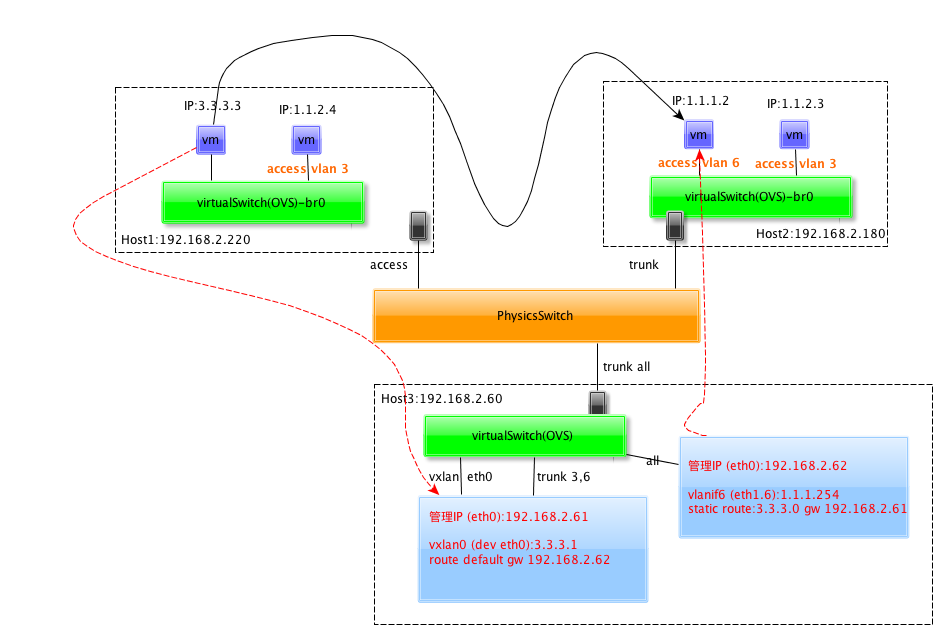 IP:3.3.3.3
IP:1.1.2.4
vm
vm
access vlan 3
virtualSwitch(OVS)-br0
Host1:192.168.2.220
IP:1.1.1.2
IP:1.1.2.3
vm
vm
access vlan 6
access vlan 3
virtualSwitch(OVS)-br0
Host2:192.168.2.180
access
trunk
PhysicsSwitch
trunk all
Host3:192.168.2.60
virtualSwitch(OVS)
all
vxlan
eth0
trunk 3,6
管理IP (eth0):192.168.2.61
vxlan0 (dev eth0):3.3.3.1
route default gw 192.168.2.62
管理IP (eth0):192.168.2.62
vlanif6 (eth1.6):1.1.1.254
static route:3.3.3.0 gw 192.168.2.61